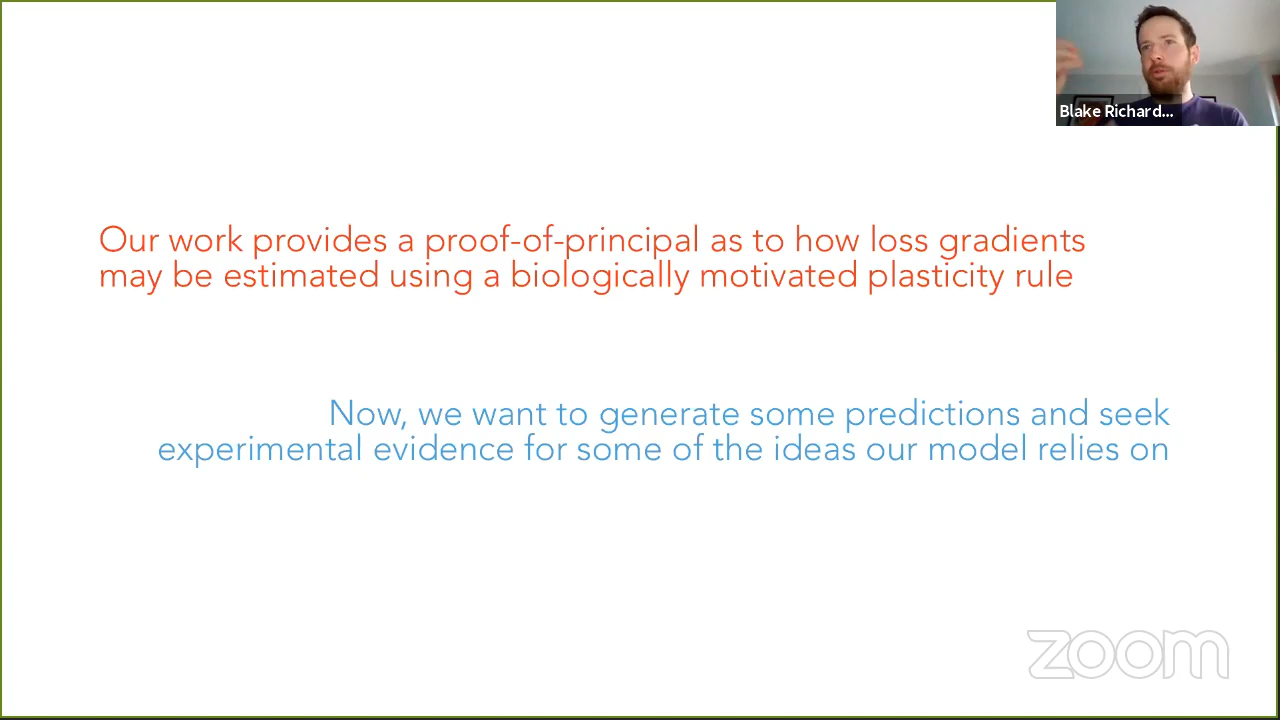 Blake Richard...
Our work provides a proof-of-principal as to how loss gradients
may be estimated using a biologically motivated plasticity rule
Now, we want to generate some predictions and seek
experimental evidence for some of the ideas our model relies on
zoom